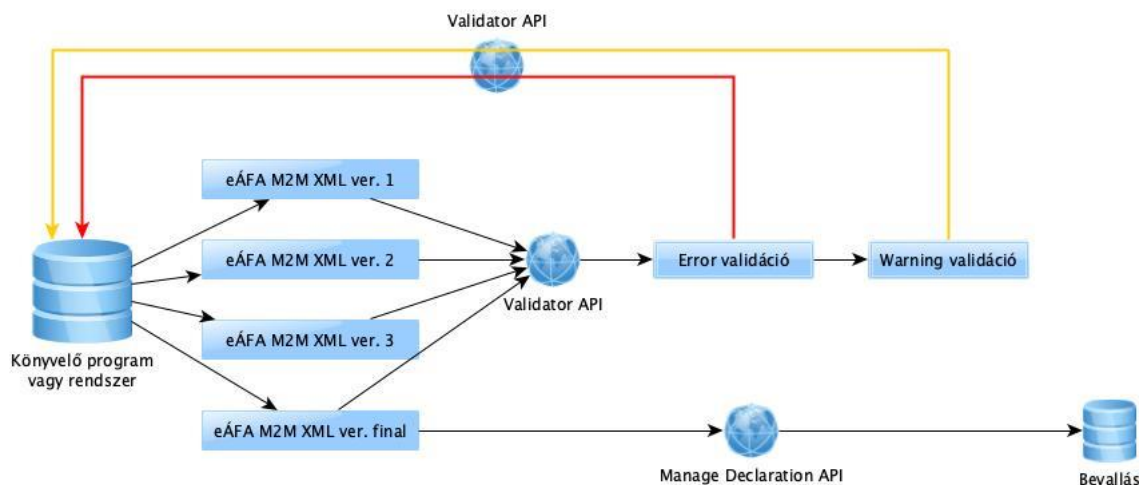 Validator API
eÁFA M2M XML ver. 1
eÁFA M2M XML ver. 2
Error validáció
Warning validáció
Validator API
eÁFA M2M XML ver. 3
Könyvelő program
vagy rendszer
eÁFA M2M XML ver. final
Manage Declaration API
Bevallás